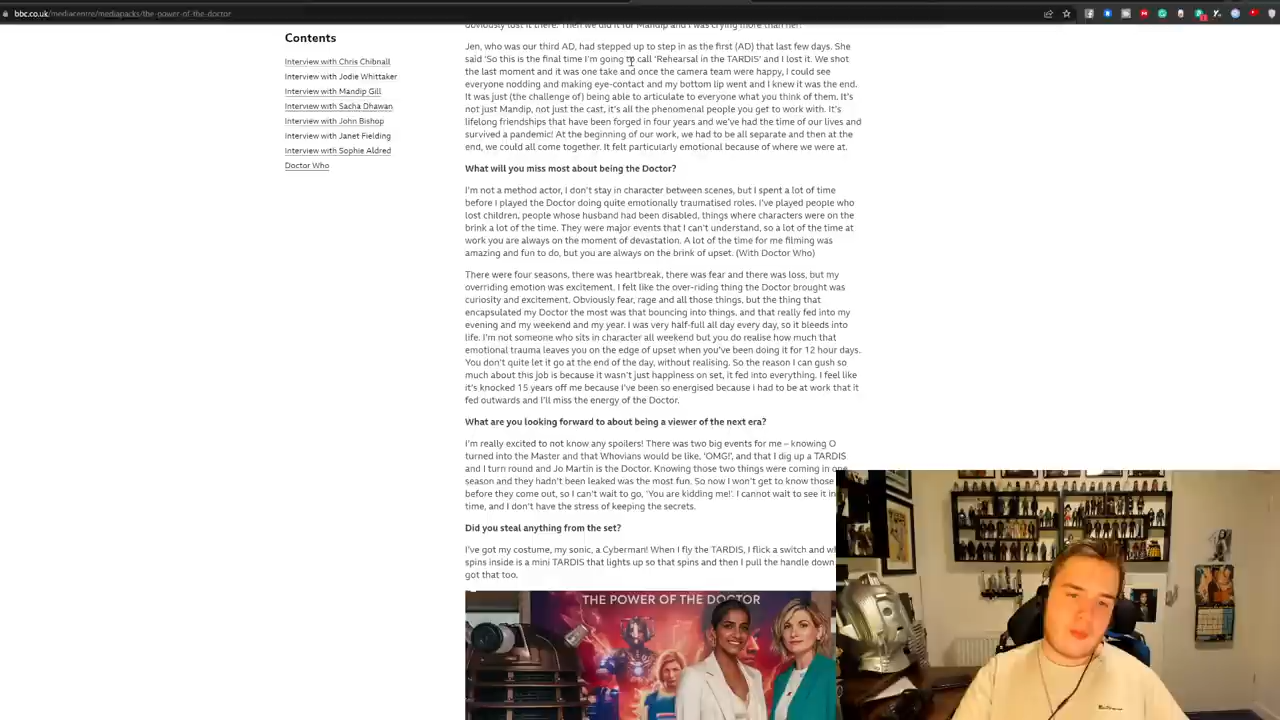 bbc.co.uk/mediacentre/mediapacks/the-power-of-the-doctor
Contents
Interview with Chris Chibnall
Interview with Jodie Whittaker
Interview with Mandip Gill
Interview with Sacha Dhawan
Interview with John Bishop
Interview with Janet Fielding
Interview with Sophie Aldred
Doctor Who
obviously lost it there. Then we did it for Mandip and I was crying more than her!
Jen, who was our third AD, had stepped up to step in as the first (AD) that last few days. She
said 'So this is the final time I'm going to call 'Rehearsal in the TARDIS' and I lost it. We shot
the last moment and it was one take and once the camera team were happy, I could see
everyone nodding and making eye-contact and my bottom lip went and I knew it was the end.
It was just (the challenge of) being able to articulate to everyone what you think of them. It's
not just Mandip, not just the cast, it's all the phenomenal people you get to work with. It's
lifelong friendships that have been forged in four years and we've had the time of our lives and
survived a pandemic! At the beginning of our work, we had to be all separate and then at the
end, we could all come together. It felt particularly emotional because of where we were at.
What will you miss most about being the Doctor?
I'm not a method actor, I don't stay in character between scenes, but I spent a lot of time
before I played the Doctor doing quite emotionally traumatised roles. I've played people who
lost children, people whose husband had been disabled, things where characters were on the
brink a lot of the time. They were major events that I can't understand, so a lot of the time at
work you are always on the moment of devastation. A lot of the time for me filming was
amazing and fun to do, but you are always on the brink of upset. (With Doctor Who)
There were four seasons, there was heartbreak, there was fear and there was loss, but my
overriding emotion was excitement. I felt like the over-riding thing the Doctor brought was
curiosity and excitement. Obviously fear, rage and all those things, but the thing that
encapsulated my Doctor the most was that bouncing into things, and that really fed into my
evening and my weekend and my year. I was very half-full all day every day, so it bleeds into
life. I'm not someone who sits in character all weekend but you do realise how much that
emotional trauma leaves you on the edge of upset when you've been doing it for 12 hour days.
You don't quite let it go at the end of the day, without realising. So the reason I can gush so
much about this job is because it wasn't just happiness on set, it fed into everything. I feel like
it's knocked 15 years off me because I've been so energised because I had to be at work that it
fed outwards and I'll miss the energy of the Doctor.
What are you looking forward to about being a viewer of the next era?
I'm really excited to not know any spoilers! There was two big events for me – knowing O
turned into the Master and that Whovians would be like, 'OMG!', and that I dig up a TARDIS
and I turn round and Jo Martin is the Doctor. Knowing those two things were coming in one
season and they hadn't been leaked was the most fun. So now I won't get to know those
before they come out, so I can't wait to go, 'You are kidding me!'. I cannot wait to see it in
time, and I don't have the stress of keeping the secrets.
Did you steal anything from the set?
I've got my costume, my sonic, a Cyberman! When I fly the TARDIS, I flick a switch and
spins inside is a mini TARDIS that lights up so that spins and then I pull the handle down
got that too.
THE POWER OF THE DOCTOR